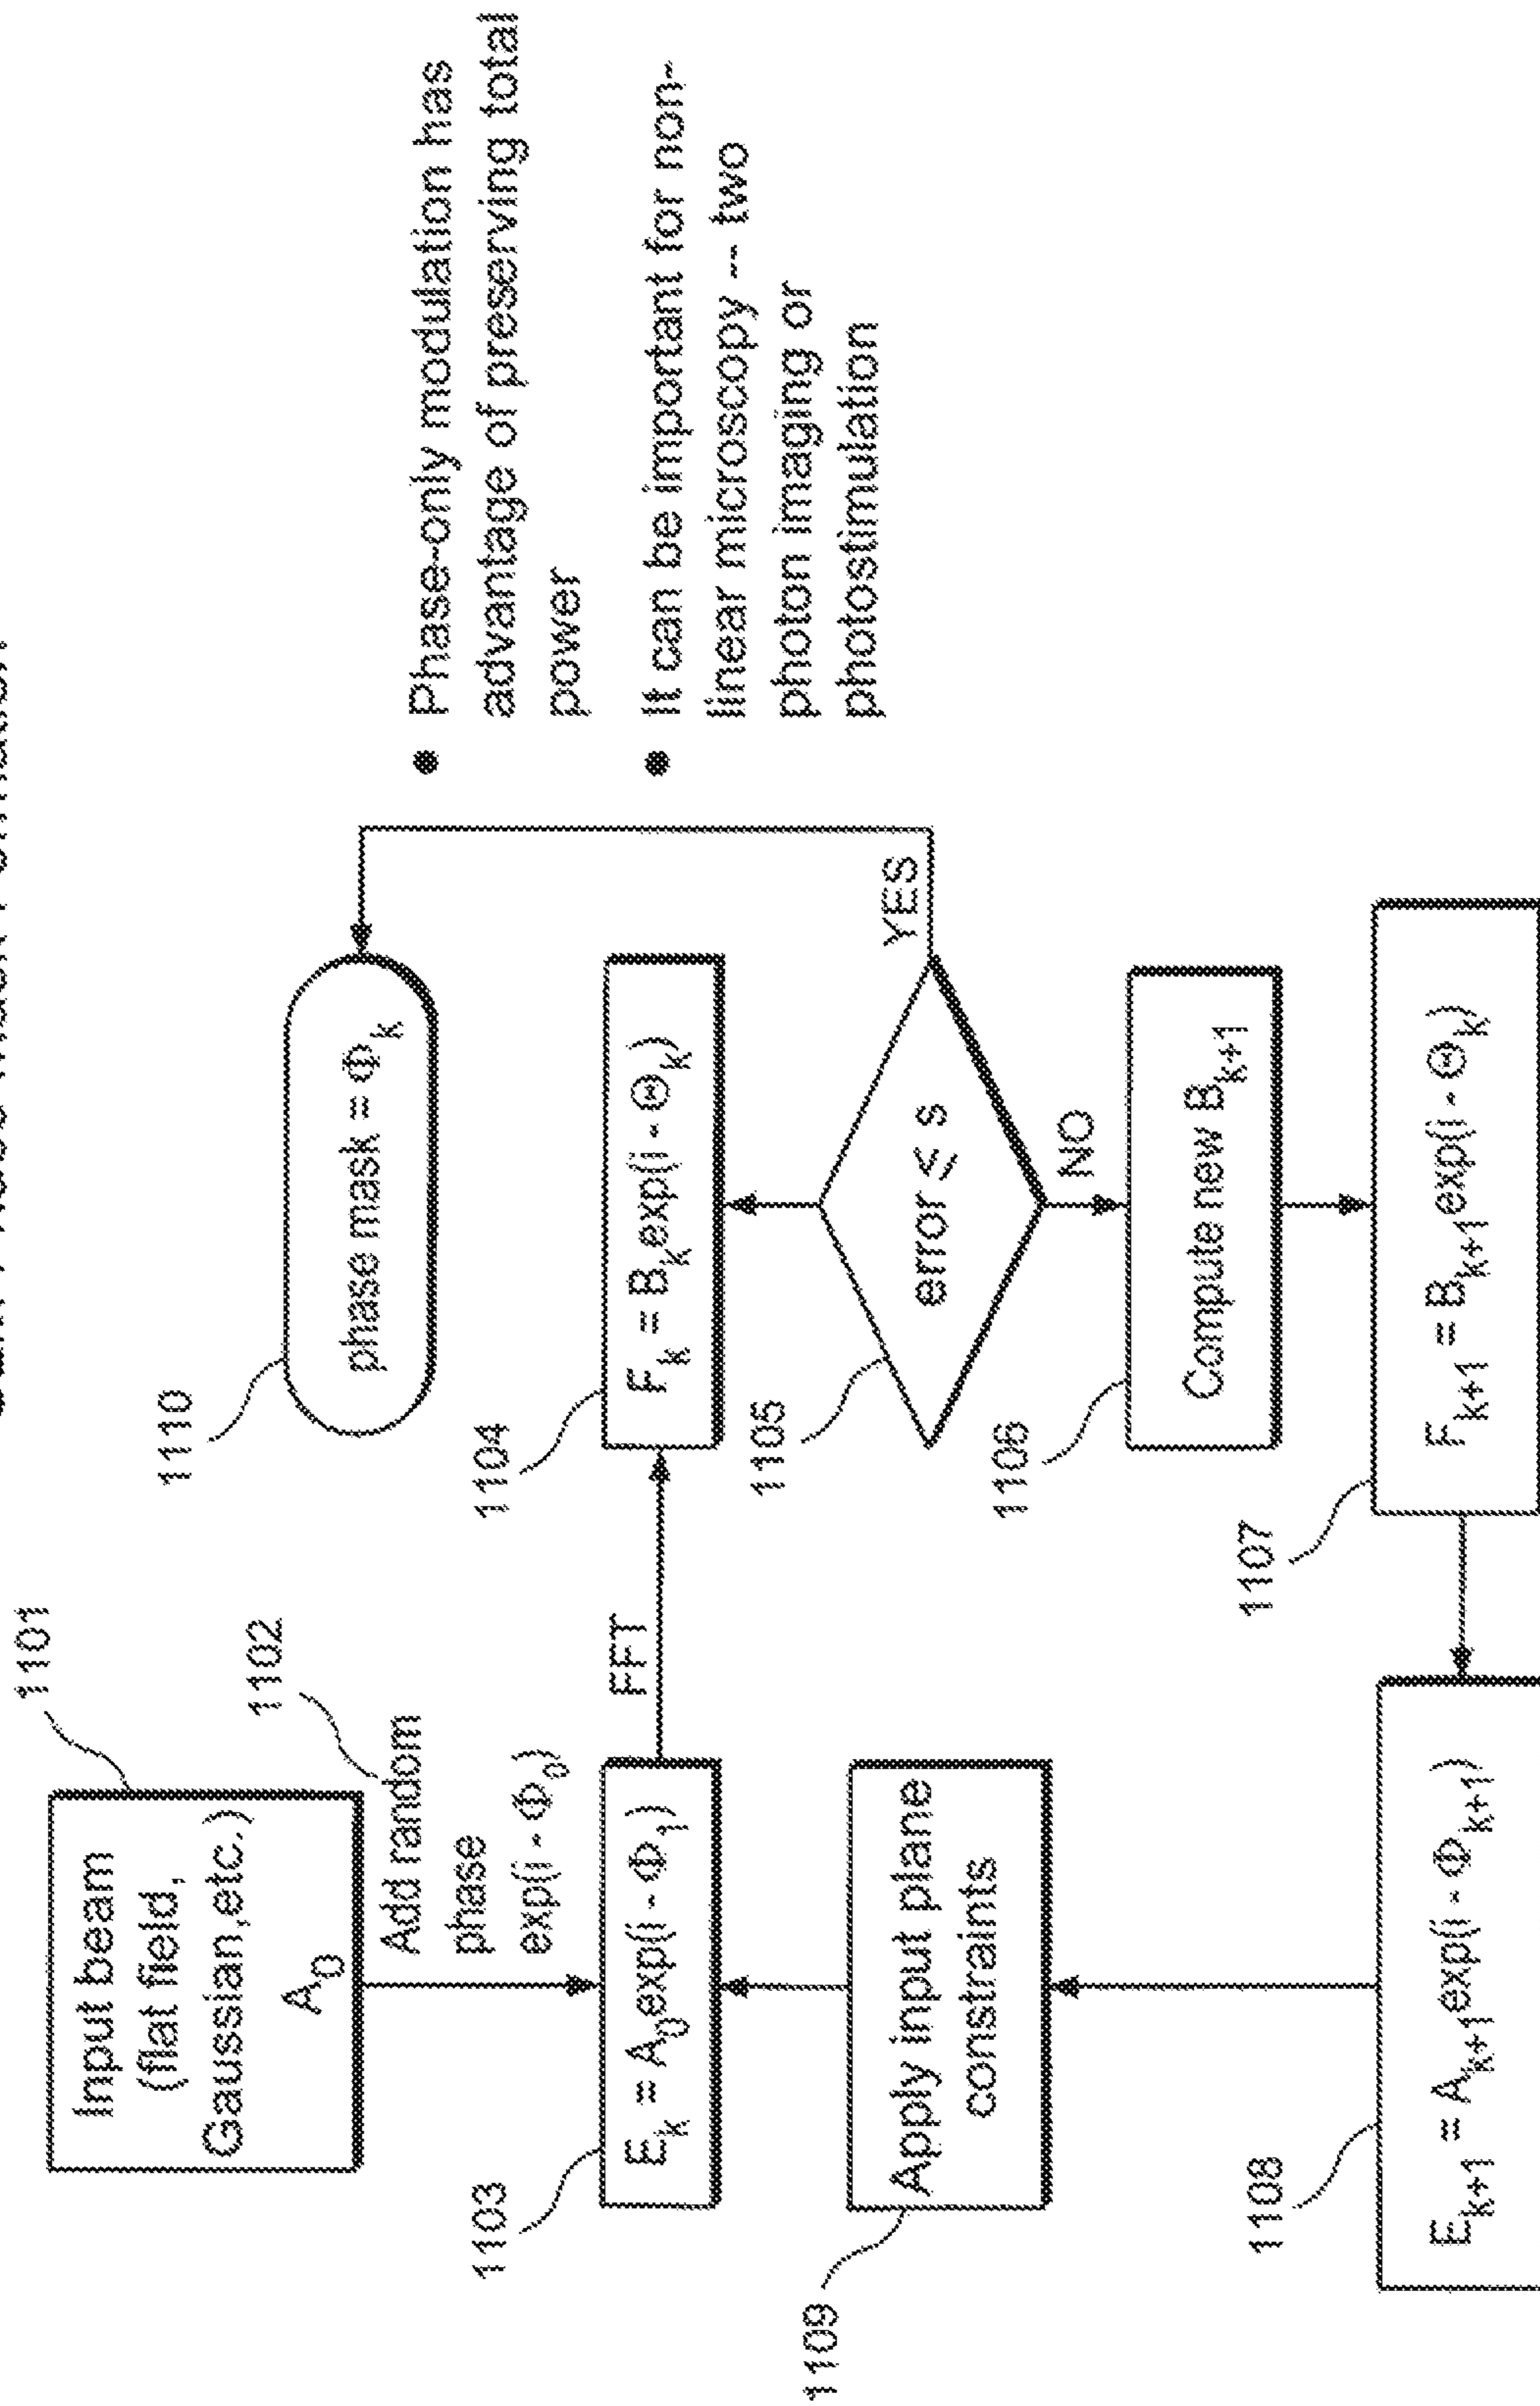 1101
Input beam
(flat field,
Gaussian,etc.)
A0
1102
Add random
phase
exp(i - Φ0)
1103
Ek = A0exp(i - Φ1)
FFT
1104
Fk = Bkexp(i - Θk)
1110
phase mask = Φk
1105
error ≤ s
YES
NO
1106
Compute new Bk+1
1107
Fk+1 = Bk+1exp(i - Θk)
1108
Ek+1 = Ak+1exp(i - Φk+1)
1109
Apply input plane
constraints
● Phase-only modulation has
advantage of preserving total
power
● It can be important for non-
linear microscopy -- two
photon imaging or
photostimulation